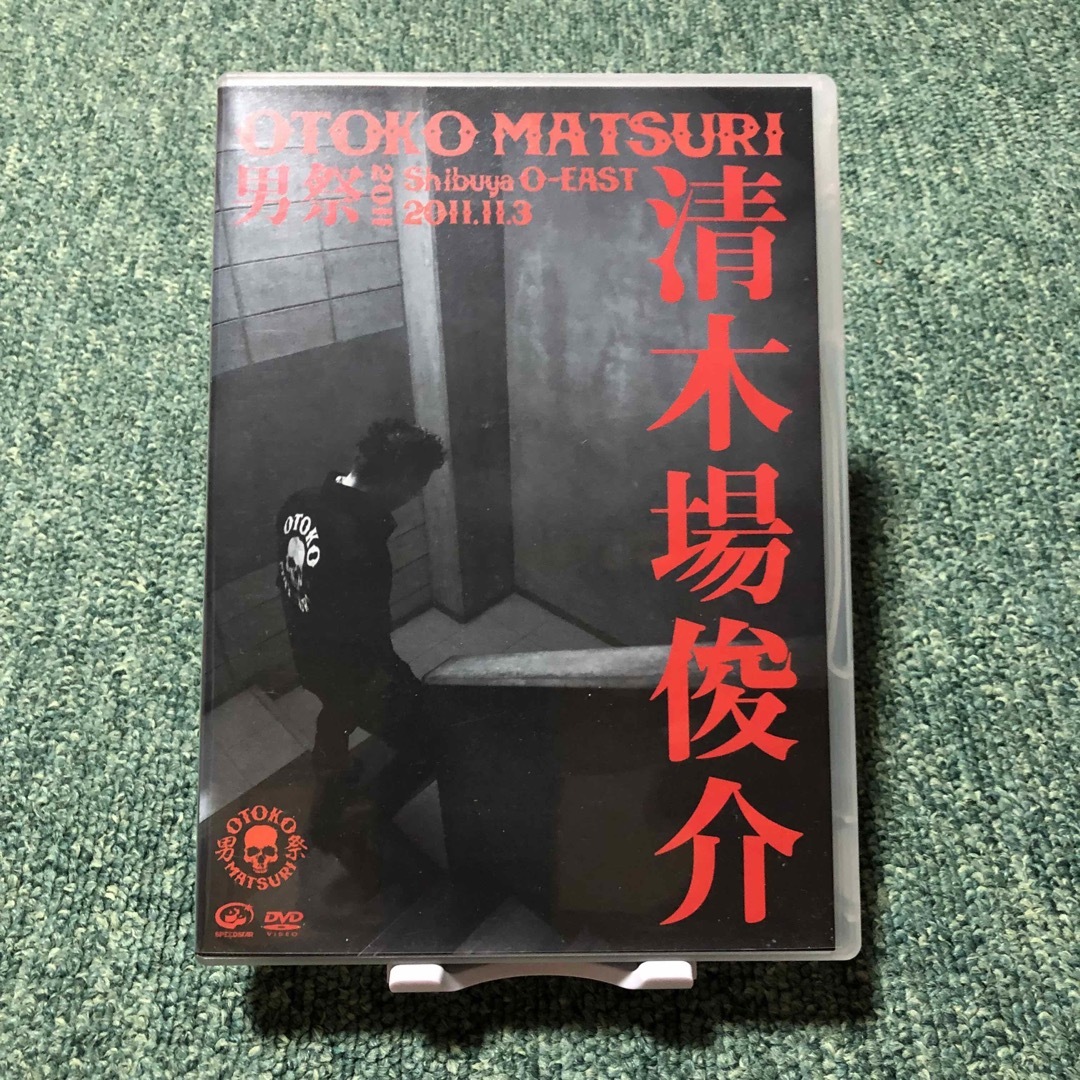 OTOKO MATSURI
男祭
2011
Shibuya O-EAST
2011.11.3
清木場俊介
OTOKO
OTOKO
男 祭
MATSURI
SPEEDSTAR
DVD
VIDEO